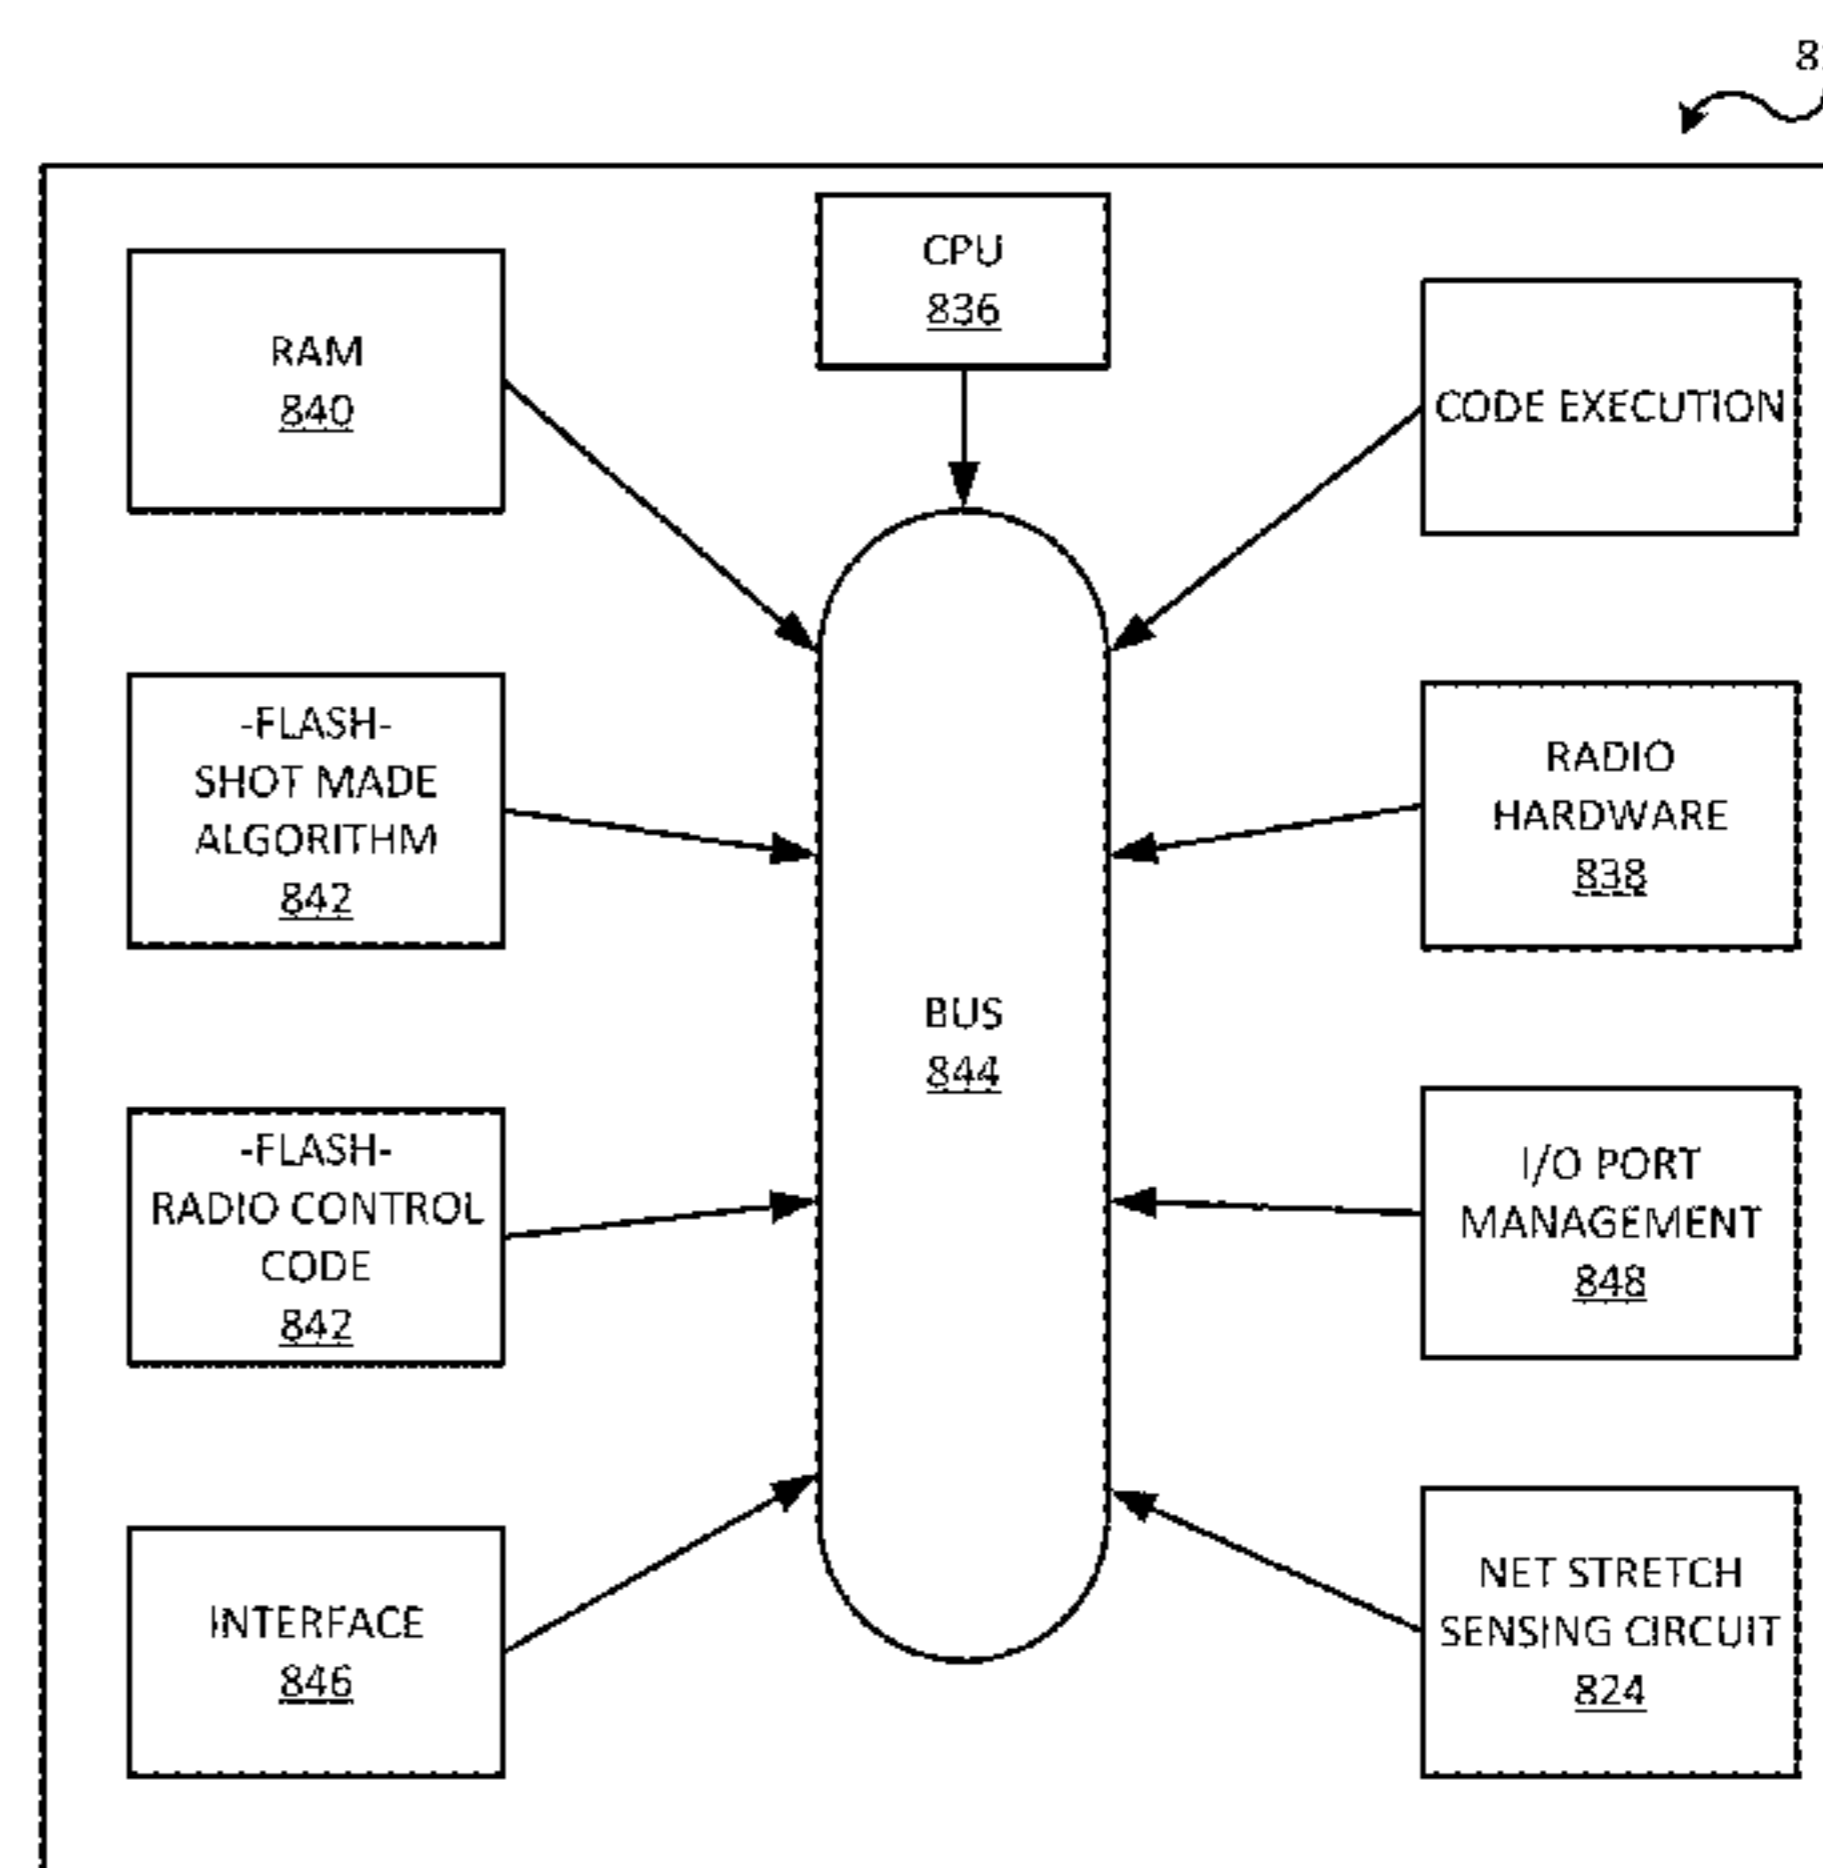 CPU
836
RAM
840
CODE EXECUTION
-FLASH-
SHOT MADE
ALGORITHM
842
RADIO
HARDWARE
838
BUS
844
-FLASH-
RADIO CONTROL
CODE
842
I/O PORT
MANAGEMENT
848
INTERFACE
846
NET STRETCH
SENSING CIRCUIT
824